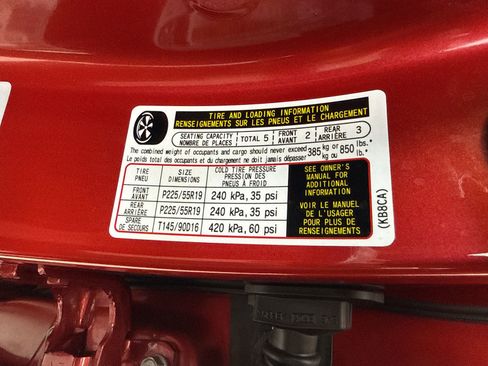 TIRE AND LOADING INFORMATION
RENSEIGNEMENTS SUR LES PNEUS ET LE CHARGEMENT
SEATING CAPACITY NOMBRE DE PLACES TOTAL 5 FRONT AVANT 2 REAR ARRIÈRE 3
The combined weight of occupants and cargo should never exceed 385 kg or 850 lbs.
Le poids total des occupants et du chargement ne doit jamais dépasser 385 kg ou 850 lb.
TIRE PNEU SIZE DIMENSIONS COLD TIRE PRESSURE PRESSION DES PNEUS À FROID
FRONT AVANT P225/55R19 240 kPa, 35 psi
REAR ARRIÈRE P225/55R19 240 kPa, 35 psi
SPARE DE SECOURS T145/90D16 420 kPa, 60 psi
SEE OWNER'S
MANUAL FOR
ADDITIONAL
INFORMATION
VOIR LE MANUEL
DE L'USAGER
POUR PLUS DE
RENSEIGNEMENTS
(KB8CA)